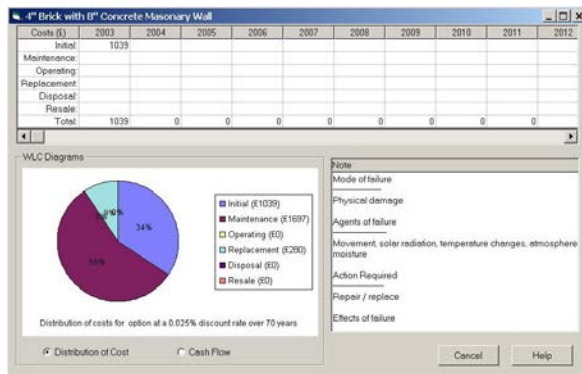 4" Brick with 8" Concrete Masonary Wall
Costs (£) 2003 2004 2005 2006 2007 2008 2009 2010 2011 2012
Initial: 1039
Maintenance:
Operating:
Replacement:
Disposal:
Resale:
Total: 1039 0 0 0 0 0 0 0 0
WLC Diagrams
34%
Initial (£1039)
Maintenance (£1697)
Operating (£0)
Replacement (£280)
Disposal (£0)
Resale (£0)
Distribution of costs for option at a 0.025% discount rate over 70 years
Distribution of Cost
Cash Flow
Note
Mode of failure
Physical damage
Agents of failure
Movement, solar radiation, temperature changes, atmosphere
moisture
Action Required
Repair / replace
Effects of failure
Cancel
Help